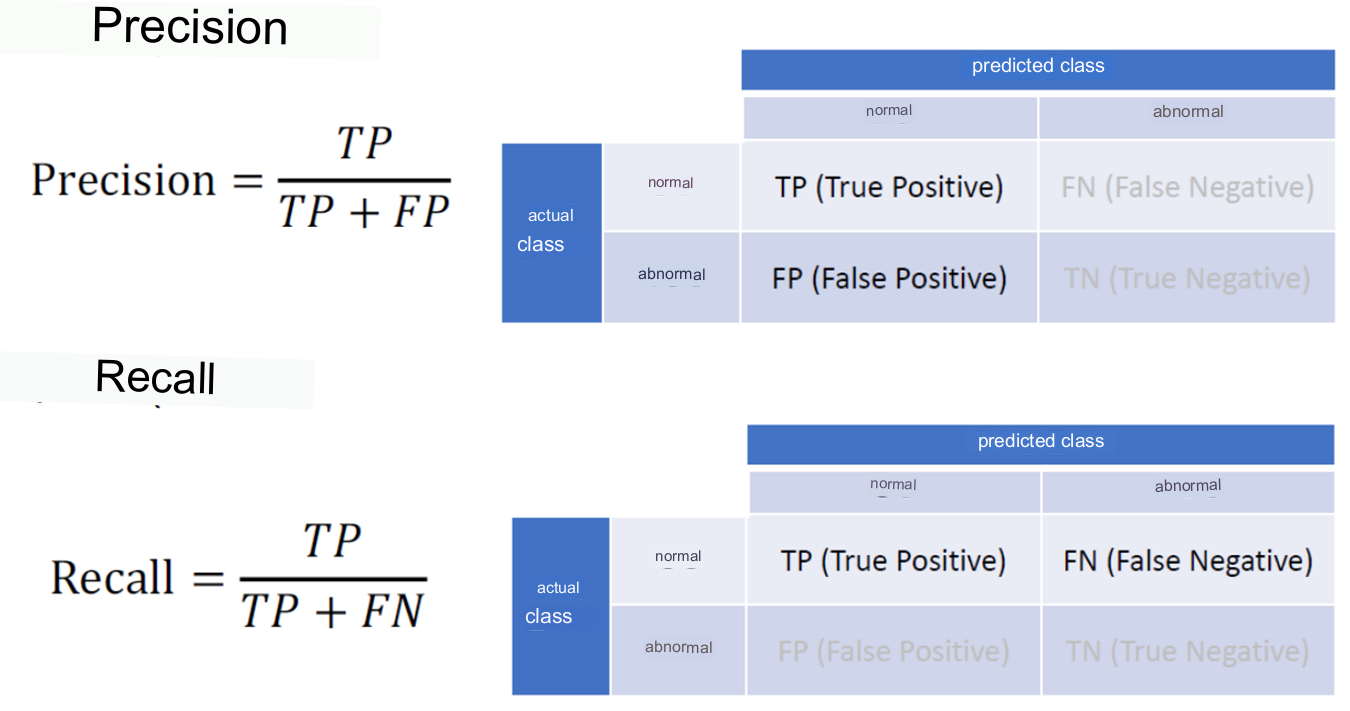 Precision
Precision = TP / TP + FP
predicted class
normal abnormal
actual class
normal TP (True Positive) FN (False Negative)
abnormal FP (False Positive) TN (True Negative)
Recall
Recall = TP / TP + FN
predicted class
normal abnormal
actual class
normal TP (True Positive) FN (False Negative)
abnormal FP (False Positive) TN (True Negative)